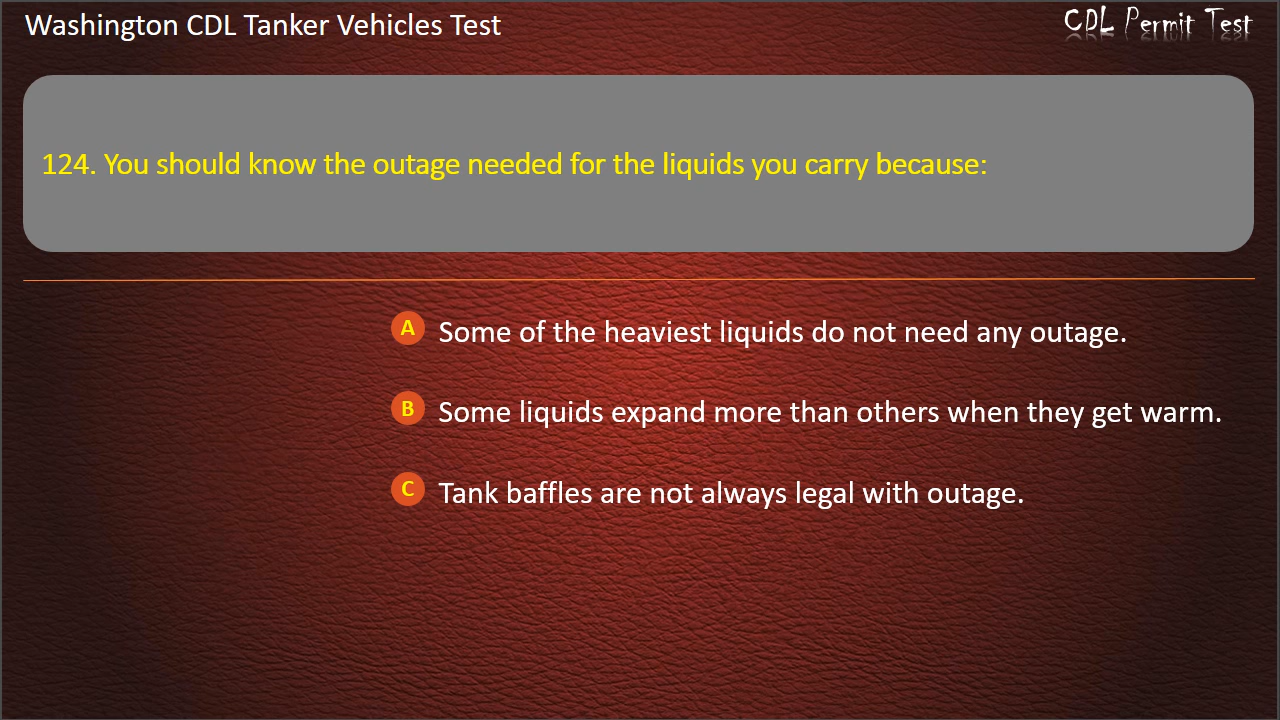 Washington CDL Tanker Vehicles Test
CDL Permit Test
124. You should know the outage needed for the liquids you carry because:
A Some of the heaviest liquids do not need any outage.
B Some liquids expand more than others when they get warm.
C Tank baffles are not always legal with outage.